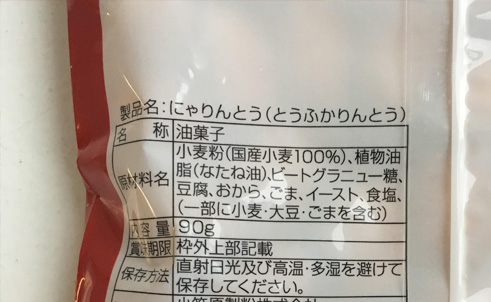 製品名:にゃりんとう(とうふかりんとう)
名 称 油菓子
小麦粉(国産小麦100%)、植物油
脂(なたね油)、ビートグラニュー糖、
原材料名 豆腐、おから、ごま、イースト、食塩、
(一部に小麦・大豆・ごまを含む)
内容量 90g
賞味期限 枠外上部記載
保存方法 直射日光及び高温・多湿を避けて
保存してください。